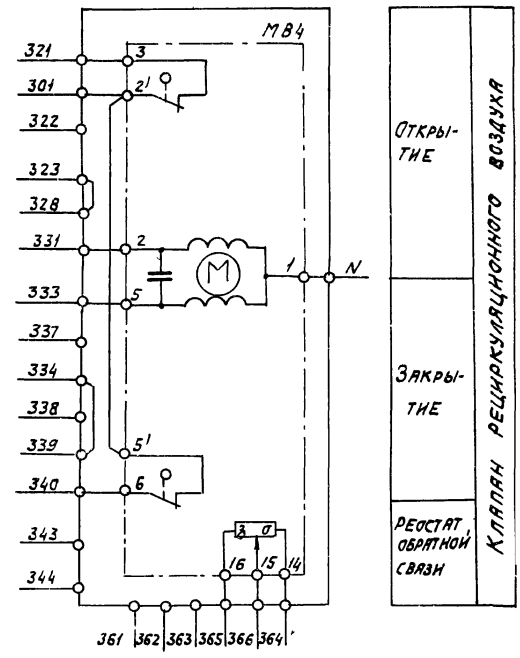 МВ4
321
3
301
2'
322
323
328
331
2
М
1
N
333
5
337
334
338
339
5'
340
6
343
З О
16 15 14
344
361 362 363 365 366 364'
ОТКРЫ-
ТИЕ
ЗАКРЫ-
ТИЕ
РЕОСТАТ
ОБРАТНОЙ
СВЯЗИ
КЛАПАН РЕЦИРКУЛЯЦИОННОГО ВОЗДУХА